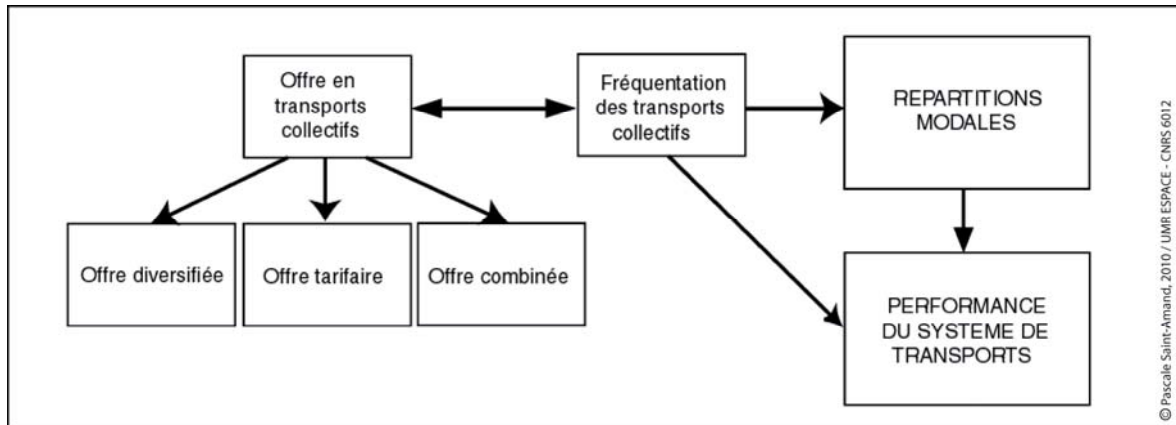 Offre en
transports
collectifs
Fréquentation
des transports
collectifs
REPARTITIONS
MODALES
Offre diversifiée
Offre tarifaire
Offre combinée
PERFORMANCE
DU SYSTEME DE
TRANSPORTS
© Pascale Saint-Amand, 2010 / UMR ESPACE - CNRS 6012